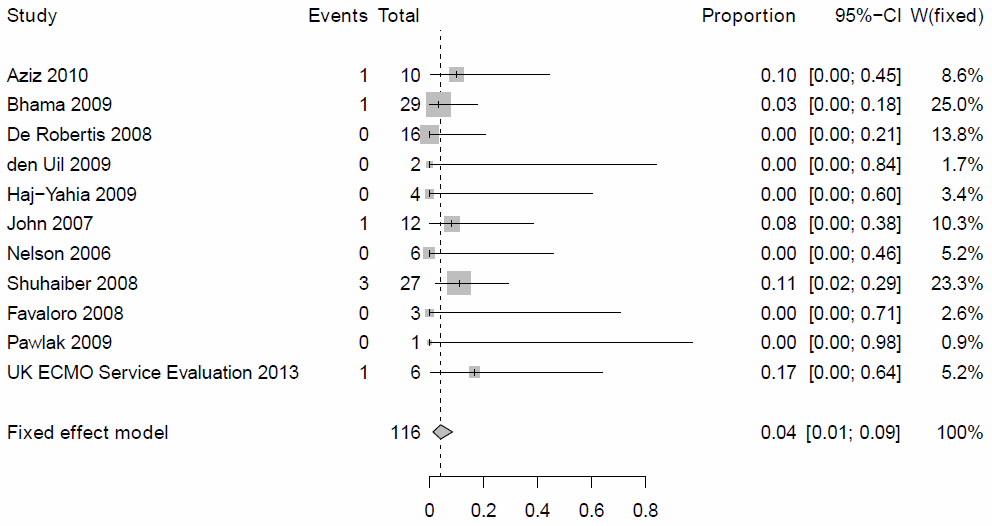 Study Events Total Proportion 95%−CI W(fixed)
Aziz 2010 1 10 0.10 [0.00; 0.45] 8.6%
Bhama 2009 1 29 0.03 [0.00; 0.18] 25.0%
De Robertis 2008 0 16 0.00 [0.00; 0.21] 13.8%
den Uil 2009 0 2 0.00 [0.00; 0.84] 1.7%
Haj−Yahia 2009 0 4 0.00 [0.00; 0.60] 3.4%
John 2007 1 12 0.08 [0.00; 0.38] 10.3%
Nelson 2006 0 6 0.00 [0.00; 0.46] 5.2%
Shuhaiber 2008 3 27 0.11 [0.02; 0.29] 23.3%
Favaloro 2008 0 3 0.00 [0.00; 0.71] 2.6%
Pawlak 2009 0 1 0.00 [0.00; 0.98] 0.9%
UK ECMO Service Evaluation 2013 1 6 0.17 [0.00; 0.64] 5.2%
Fixed effect model 116 0.04 [0.01; 0.09] 100%
0 0.2 0.4 0.6 0.8